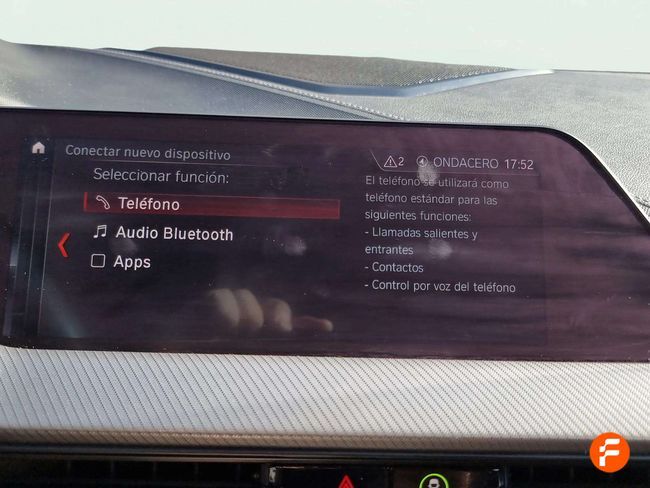 Conectar nuevo dispositivo
2 ONDACERO 17:52
Seleccionar función:
Teléfono
Audio Bluetooth
Apps
El teléfono se utilizará como
teléfono estándar para las
siguientes funciones:
- Llamadas salientes y
entrantes
- Contactos
- Control por voz del teléfono